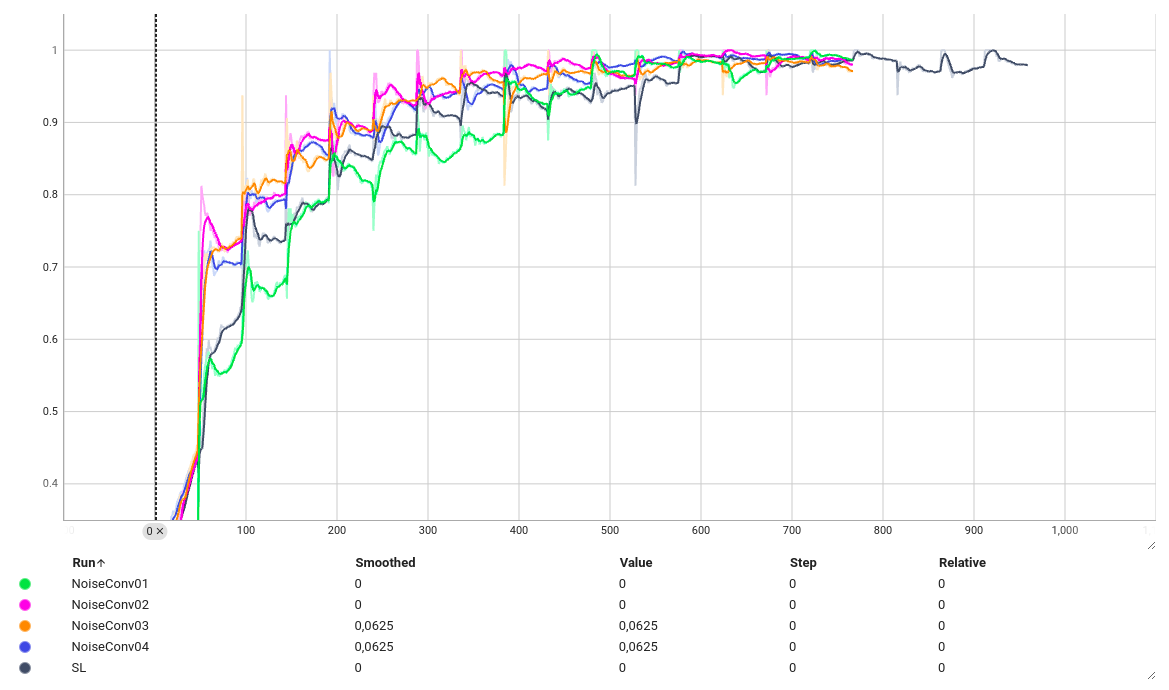 1
0.9
0.8
0.7
0.6
0.5
0.4
0 × 100 200 300 400 500 600 700 800 900 1,000
Run↑ Smoothed Value Step Relative
NoiseConv01 0 0 0 0
NoiseConv02 0 0 0 0
NoiseConv03 0,0625 0,0625 0 0
NoiseConv04 0,0625 0,0625 0 0
SL 0 0 0 0